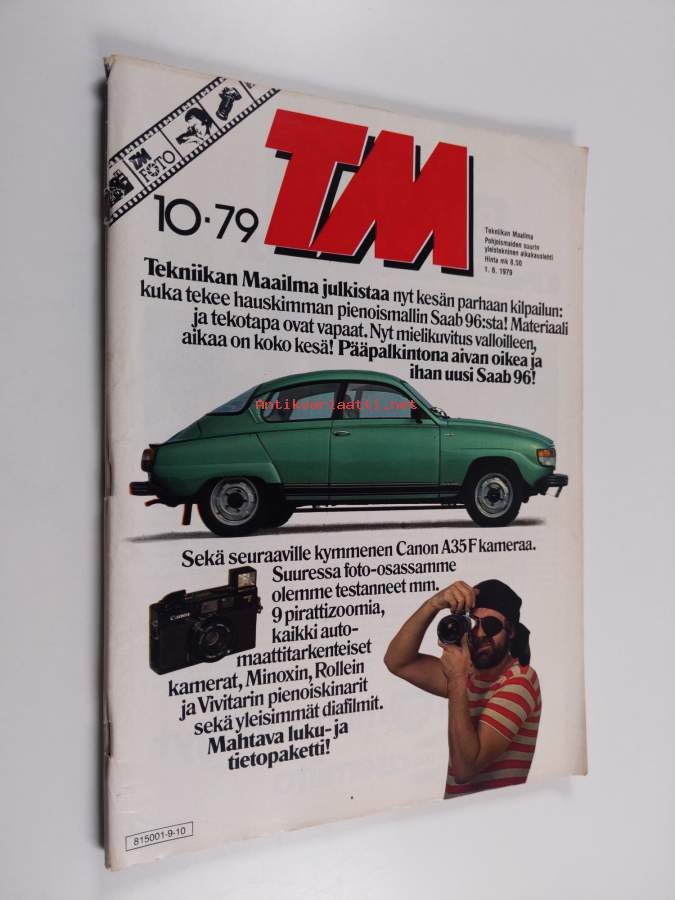 TM
FOTO
TM
10-79
Tekniikan Maailma
Pohjoismaiden suurin
yleistekninen aikakauslehti
Hinta mk 8,50
1. 6. 1979
Tekniikan Maailma julkistaa nyt kesän parhaan kilpailun:
kuka tekee hauskimman pienoismallin Saab 96:sta! Materiaali
ja tekotapa ovat vapaat. Nyt mielikuvitus valloilleen,
aikaa on koko kesä! Pääpalkintona aivan oikea ja
ihan uusi Saab 96!
Antikvariaatti.net
Sekä seuraaville kymmenen Canon A35F kameraa.
Suuressa foto-osassamme
olemme testanneet mm.
9 pirattizoomia,
kaikki auto-
maattitarkenteiset
kamerat, Minoxin, Rollein
ja Vivitarin pienoiskinarit
sekä yleisimmät diafilmit.
Mahtava luku- ja
tietopaketti!
Canon
815001-9-10